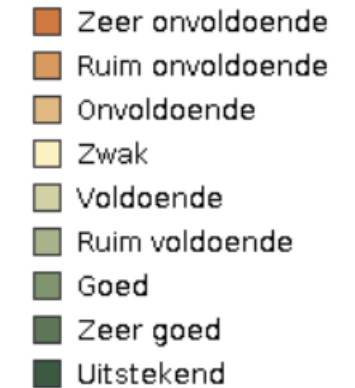 Zeer onvoldoende
Ruim onvoldoende
Onvoldoende
Zwak
Voldoende
Ruim voldoende
Goed
Zeer goed
Uitstekend